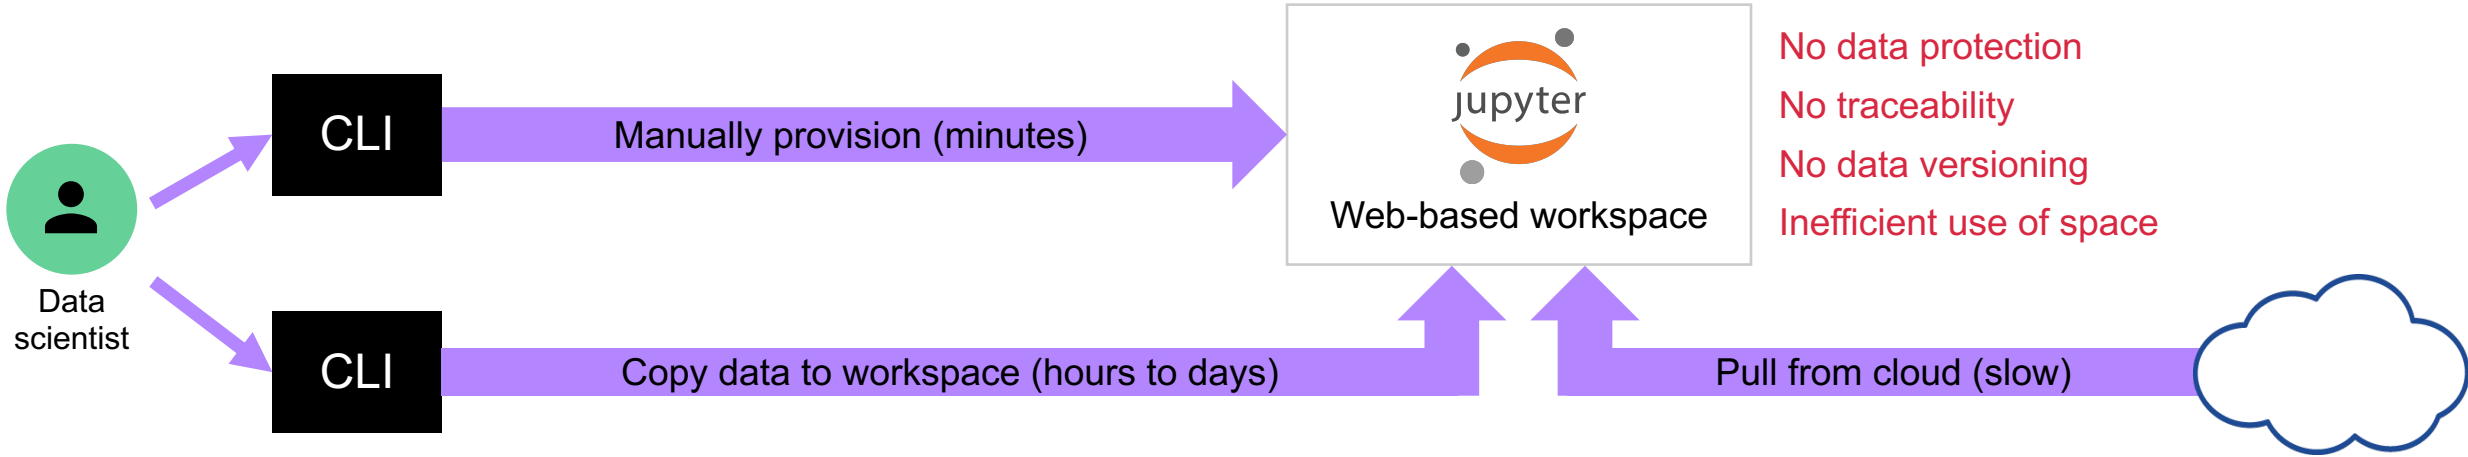 CLI
Manually provision (minutes)
jupyter
Web-based workspace
No data protection
No traceability
No data versioning
Inefficient use of space
Data
scientist
CLI
Copy data to workspace (hours to days)
Pull from cloud (slow)